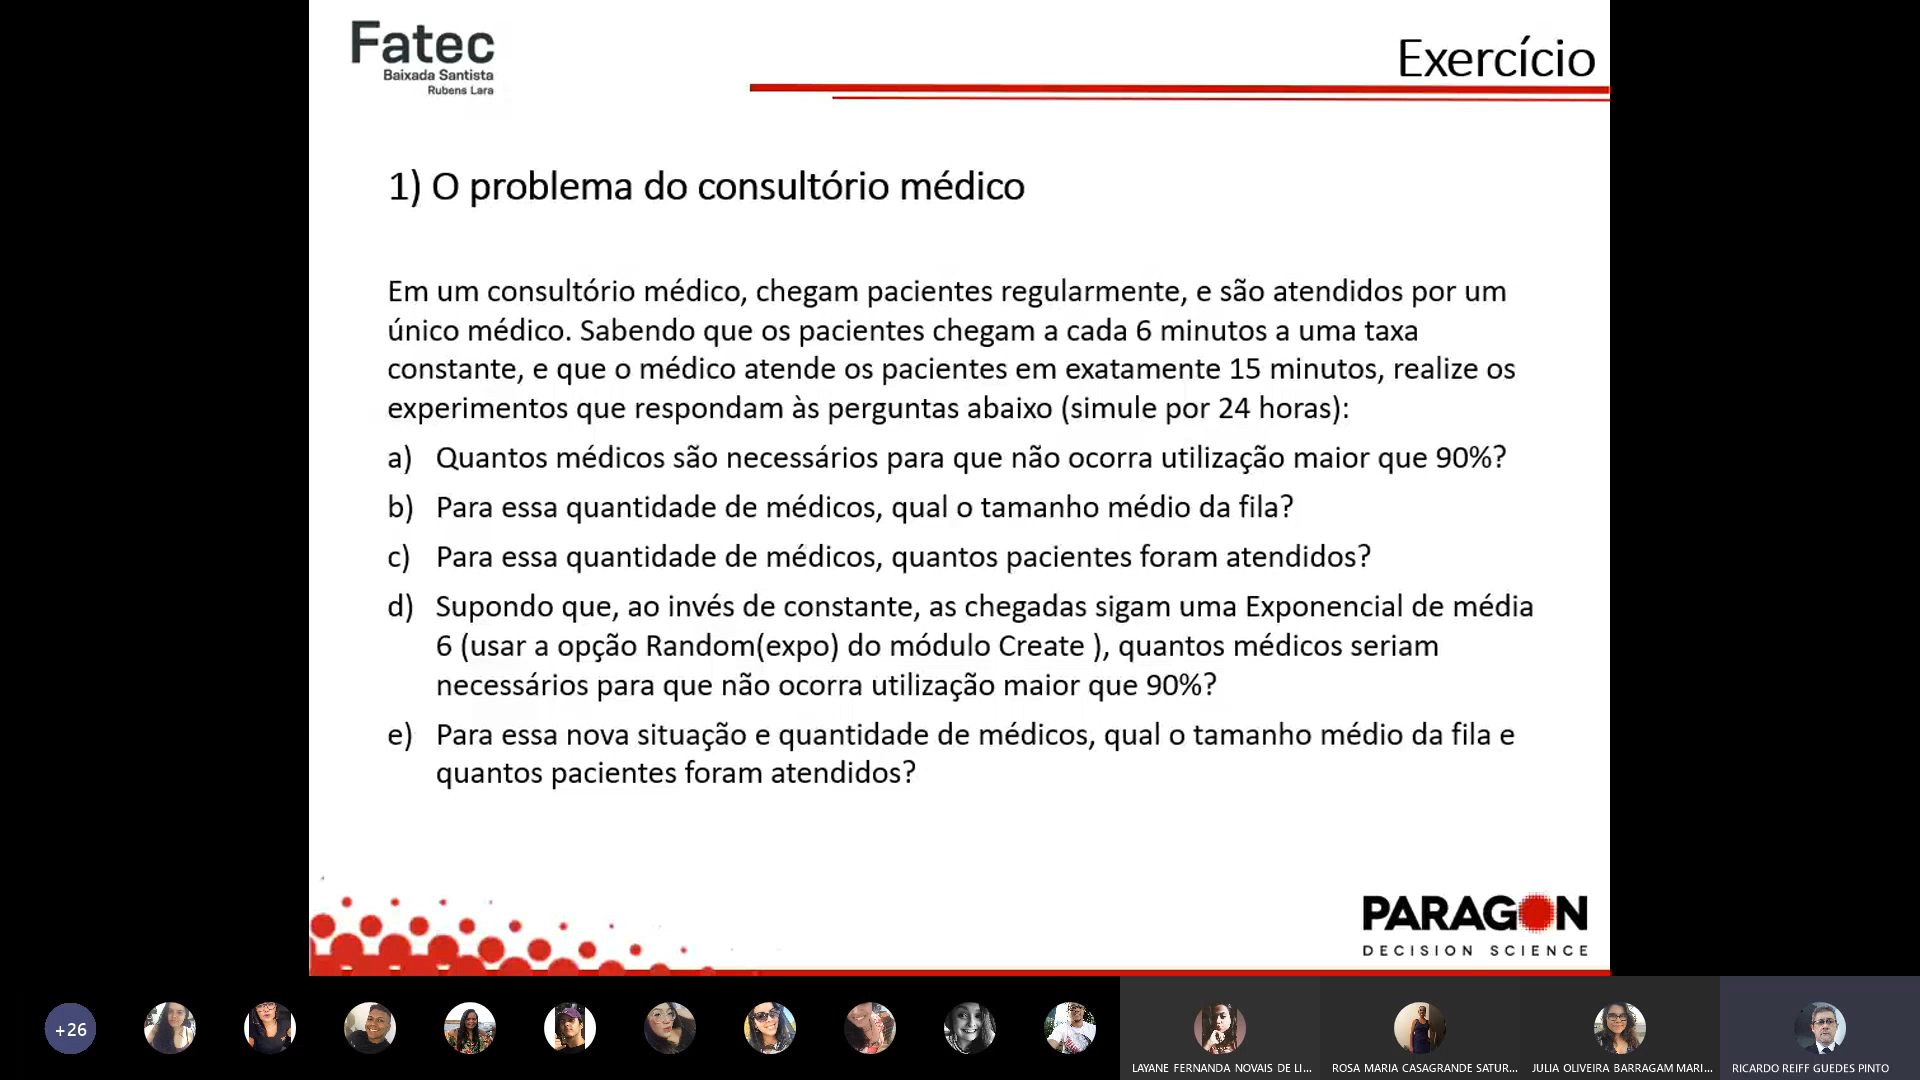 Fatec
Baixada Santista
Rubens Lara
Exercício
1) O problema do consultório médico
Em um consultório médico, chegam pacientes regularmente, e são atendidos por um
único médico. Sabendo que os pacientes chegam a cada 6 minutos a uma taxa
constante, e que o médico atende os pacientes em exatamente 15 minutos, realize os
experimentos que respondam às perguntas abaixo (simule por 24 horas):
a) Quantos médicos são necessários para que não ocorra utilização maior que 90%?
b) Para essa quantidade de médicos, qual o tamanho médio da fila?
c) Para essa quantidade de médicos, quantos pacientes foram atendidos?
d) Supondo que, ao invés de constante, as chegadas sigam uma Exponencial de média
6 (usar a opção Random(expo) do módulo Create ), quantos médicos seriam
necessários para que não ocorra utilização maior que 90%?
e) Para essa nova situação e quantidade de médicos, qual o tamanho médio da fila e
quantos pacientes foram atendidos?
PARAGON
DECISION SCIENCE
+26
LAYANE FERNANDA NOVAIS DE LI...
ROSA MARIA CASAGRANDE SATUR...
JULIA OLIVEIRA BARRAGAM MARI...
RICARDO REIFF GUEDES PINTO